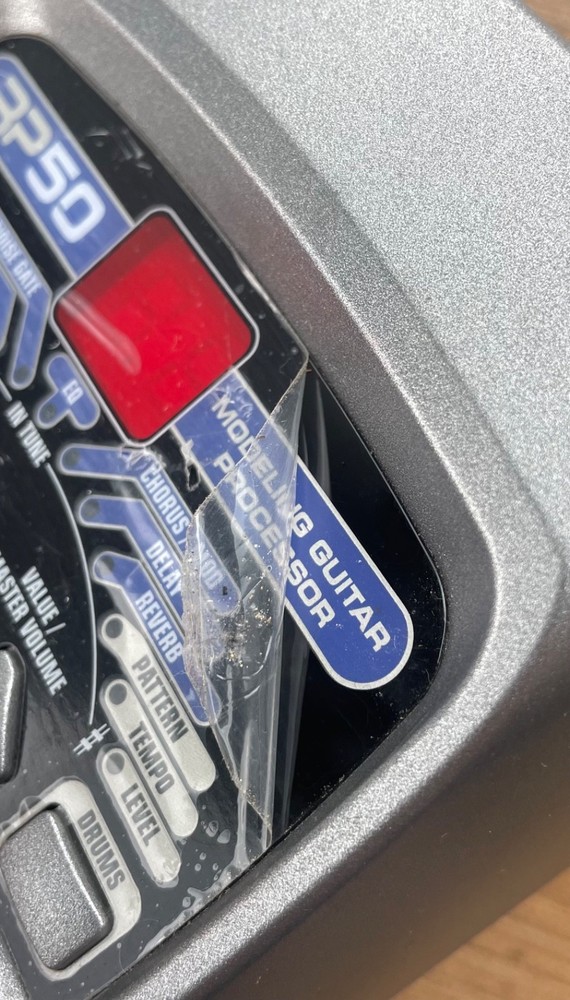 RP50
NOISE GATE
EQ
IN TUNE
MODELING GUITAR
PROCESSOR
CHORUS / MOD
DELAY
REVERB
VALUE /
MASTER VOLUME
PATTERN
TEMPO
LEVEL
DRUMS